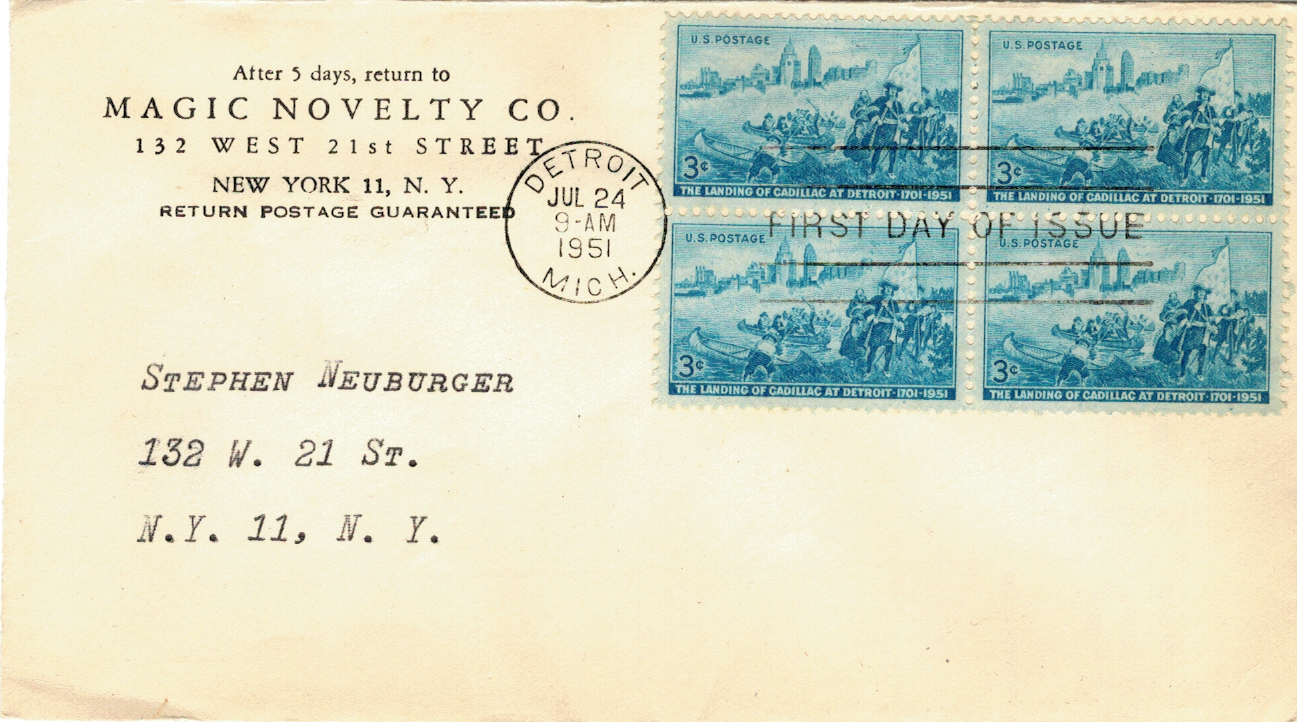 After 5 days, return to
MAGIC NOVELTY CO.
132 WEST 21st STREET
NEW YORK 11, N. Y.
RETURN POSTAGE GUARANTEED
DETROIT
JUL 24
9-AM
1951
MICH.
U.S. POSTAGE
3¢
THE LANDING OF CADILLAC AT DETROIT·1701-1951
U.S. POSTAGE
3¢
THE LANDING OF CADILLAC AT DETROIT·1701-1951
FIRST DAY OF ISSUE
U.S. POSTAGE
3¢
THE LANDING OF CADILLAC AT DETROIT·1701-1951
U.S. POSTAGE
3¢
THE LANDING OF CADILLAC AT DETROIT·1701-1951
STEPHEN NEUBURGER
132 W. 21 ST.
N.Y. 11, N. Y.